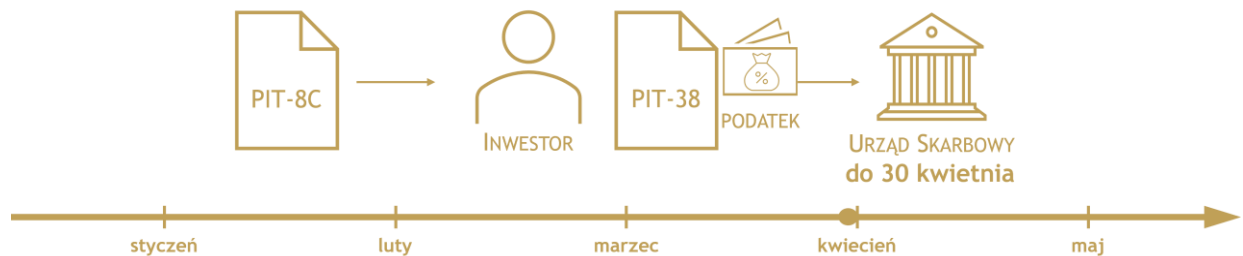 PIT-8C
INWESTOR
PIT-38
%
PODATEK
URZĄD SKARBOWY
do 30 kwietnia
styczeń
luty
marzec
kwiecień
maj